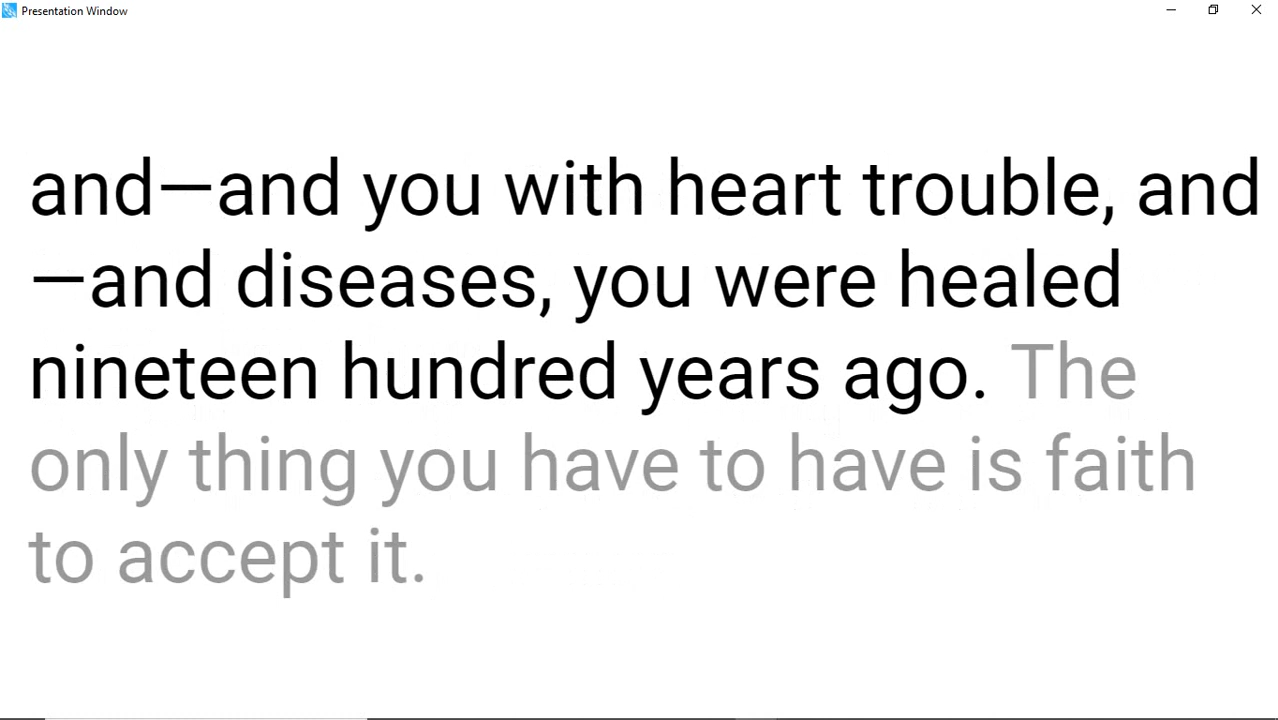 Presentation Window
and—and you with heart trouble, and
—and diseases, you were healed
nineteen hundred years ago. The
only thing you have to have is faith
to accept it.